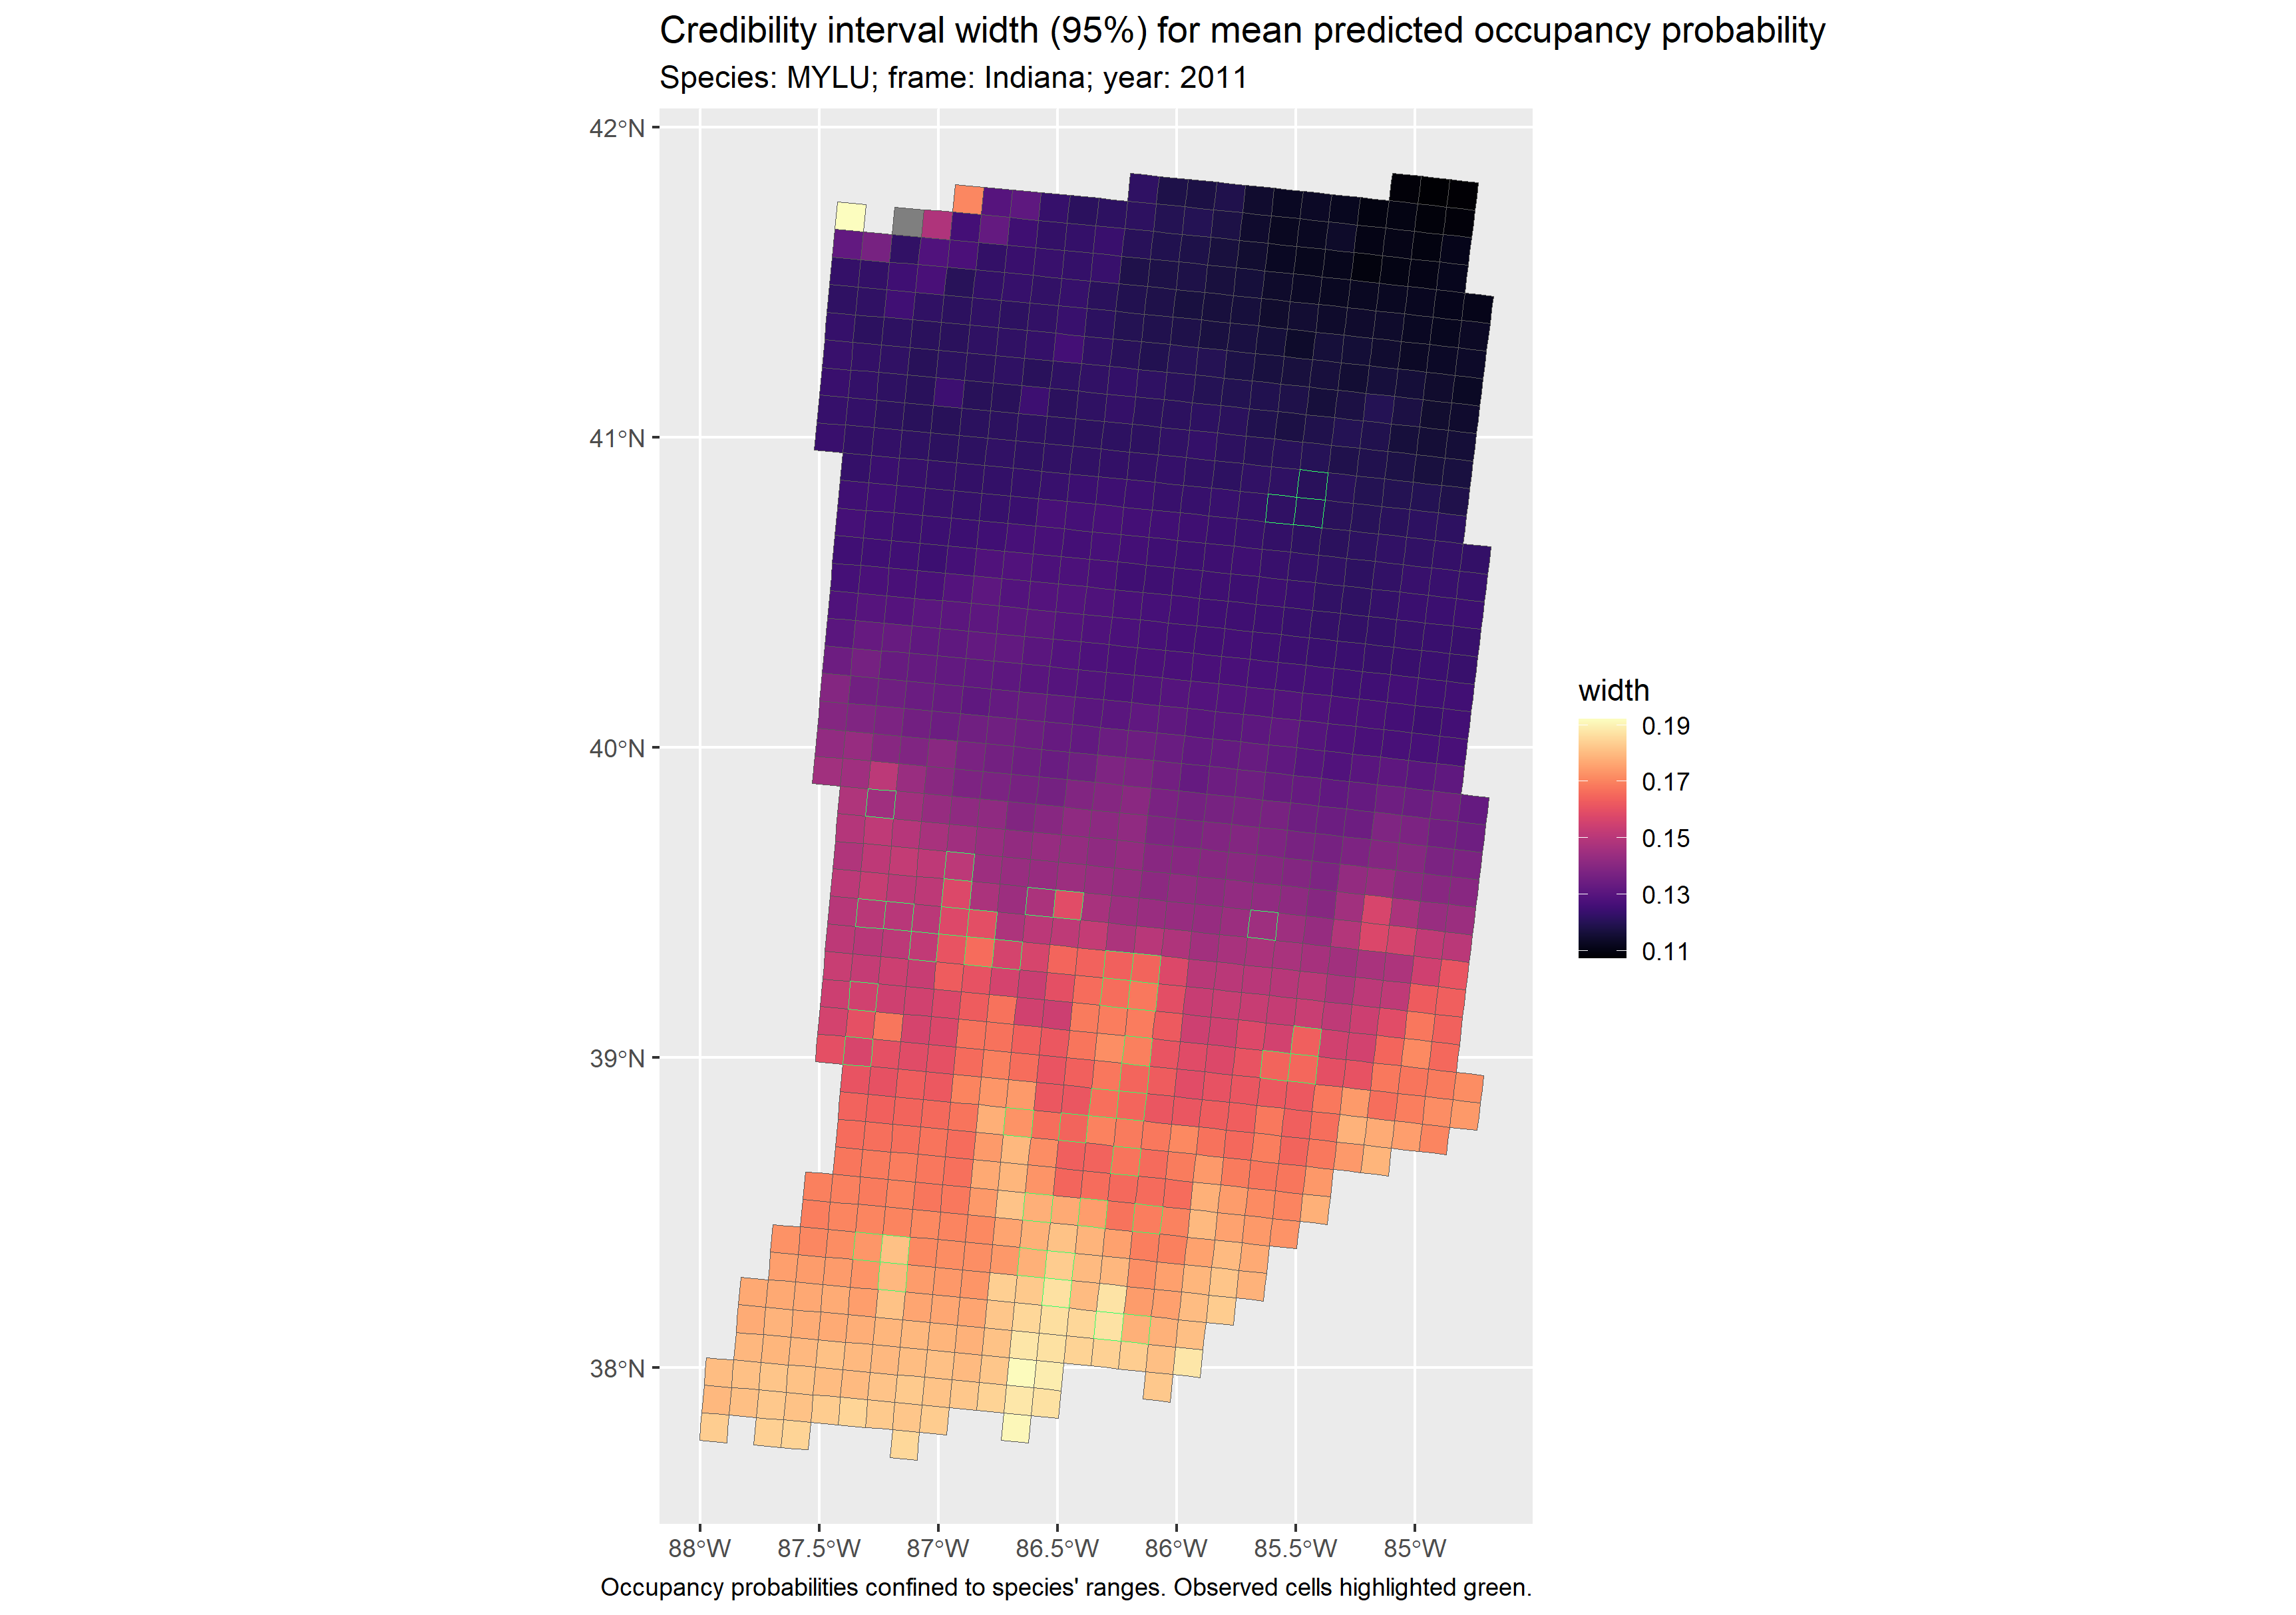 Credibility interval width (95%) for mean predicted occupancy probability
Species: MYLU; frame: Indiana; year: 2011
42°N
41°N
40°N
39°N
38°N
88°W 87.5°W 87°W 86.5°W 86°W 85.5°W 85°W
width
0.19
0.17
0.15
0.13
0.11
Occupancy probabilities confined to species' ranges. Observed cells highlighted green.